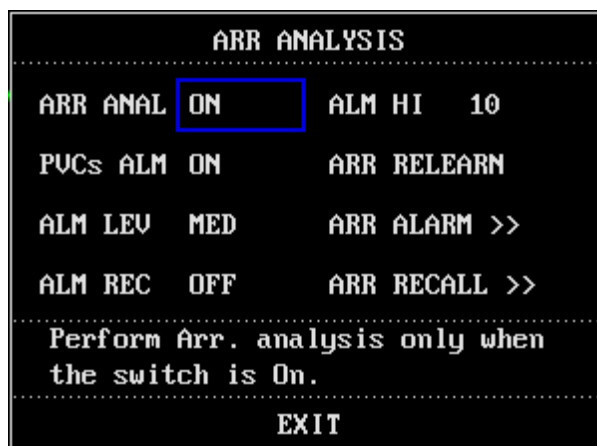 ARR ANALYSIS
ARR ANAL ON ALM HI 10
PVCs ALM ON ARR RELEARN
ALM LEV MED ARR ALARM >>
ALM REC OFF ARR RECALL >>
Perform Arr. analysis only when
the switch is On.
EXIT